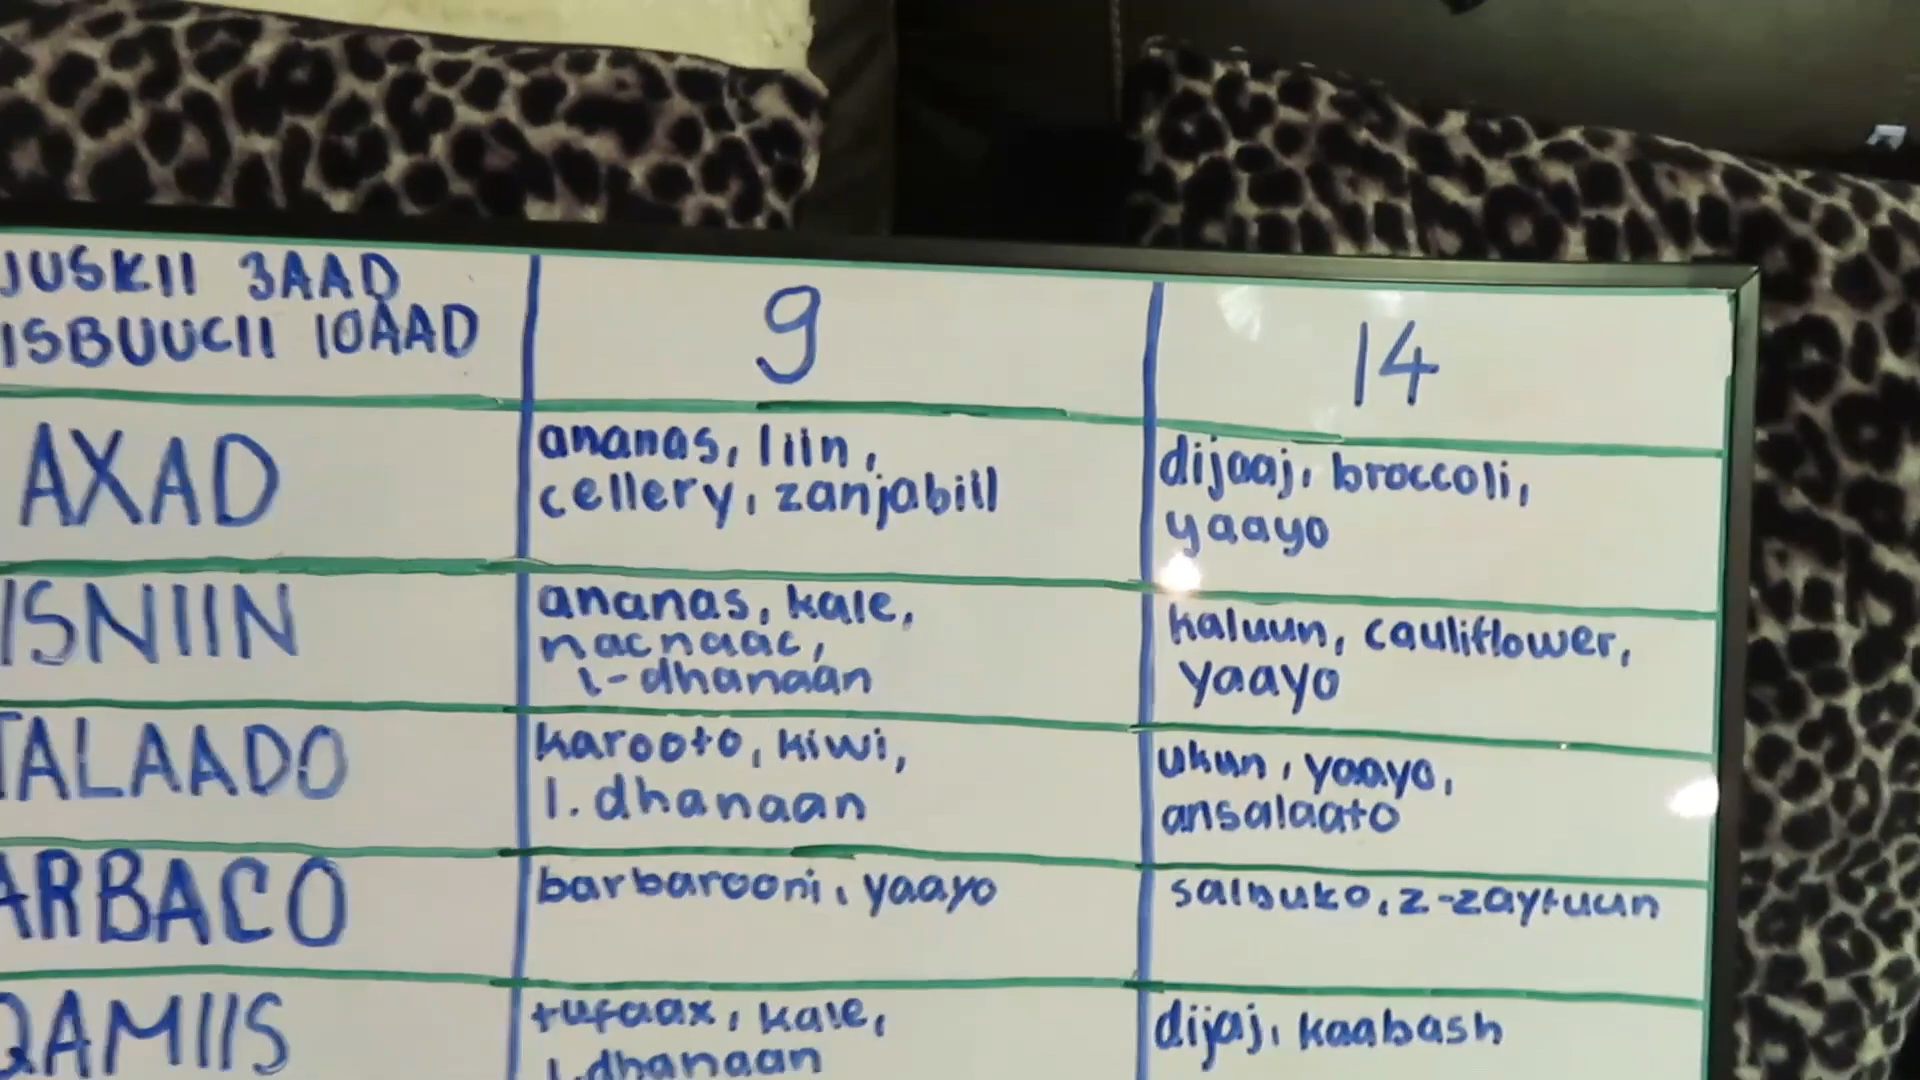 JUSKII 3AAD
ISBUUCII 10AAD
9
14
AXAD
ananas, liin,
cellery, zanjabiil
dijaaj, broccoli,
yaayo
ISNIIN
ananas, kale,
nacnaac,
l-dhanaan
kaluun, cauliflower,
yaayo
TALAADO
karooto, kiwi,
l.dhanaan
ukun, yaayo,
ansalaato
ARBACO
barbarooni, yaayo
salbuko, z-zaytuun
QAMIIS
tufaax, kale,
l.dhanaan
dijaj, kaabash